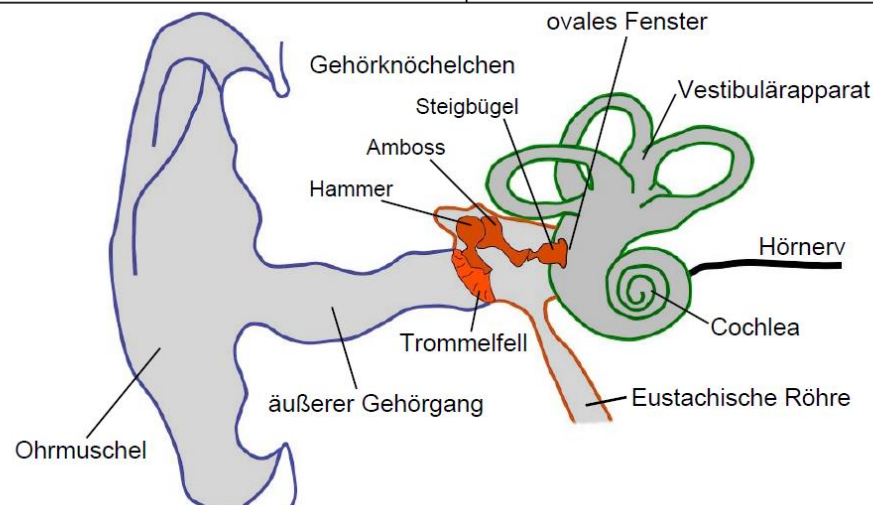 ovales Fenster
Gehörknöchelchen
Vestibulärapparat
Steigbügel
Amboss
Hammer
Hörnerv
Cochlea
Trommelfell
Eustachische Röhre
äußerer Gehörgang
Ohrmuschel